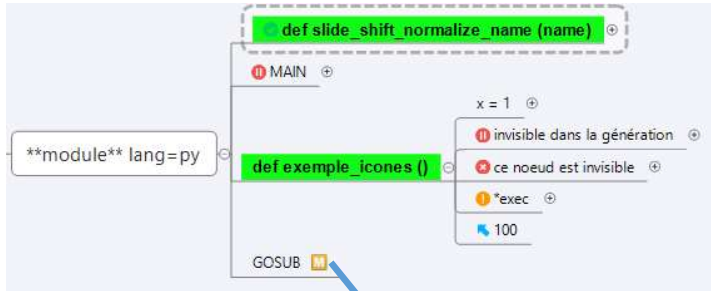 def slide_shift_normalize_name (name)
MAIN
x = 1
invisible dans la génération
**module** lang=py
def exemple_icones ()
ce noeud est invisible
*exec
100
GOSUB M